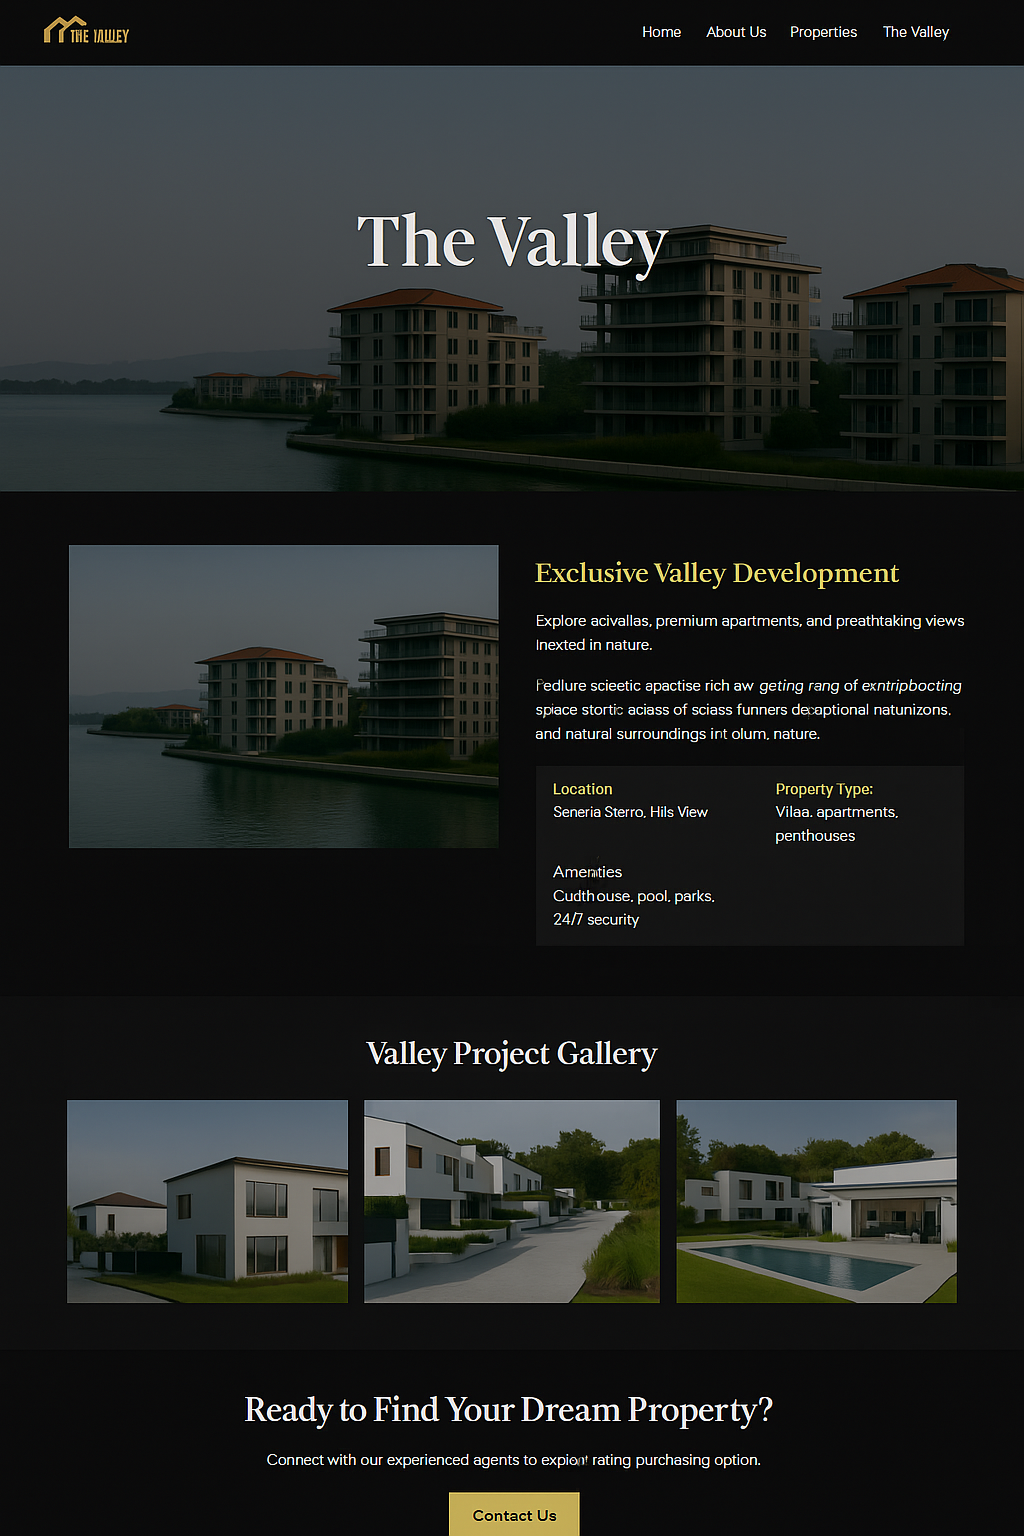 THE VALLEY
Home About Us Properties The Valley
The Valley
Exclusive Valley Development
Explore acivallas, premium apartments, and preathtaking views
Inexted in nature.
Pedlure scieetic apactise rich aw geting rang of exntripbocting
spiace stortic aciass of sciass funners decaptional natunizons.
and natural surroundings int olum, nature.
Location
Seneria Sterro, Hils View
Property Type:
Vilaa. apartments,
penthouses
Amenties
Cudthouse, pool, parks,
24/7 security
Valley Project Gallery
Ready to Find Your Dream Property?
Connect with our experienced agents to expiont rating purchasing option.
Contact Us